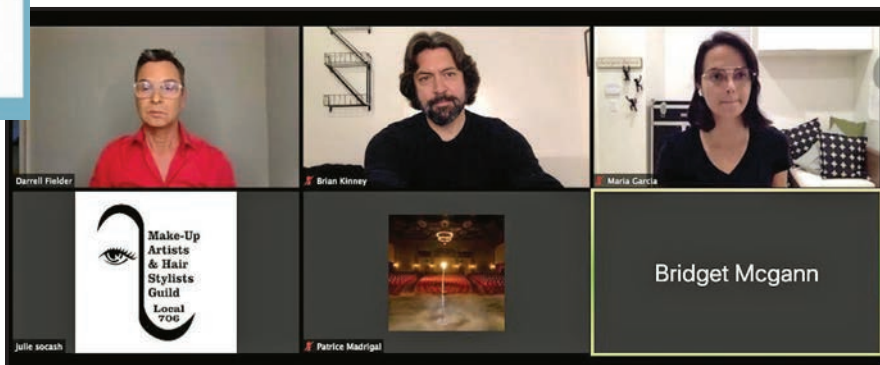 Darrell Fielder
Brian Kinney
Maria Garcia
Make-Up
Artists
& Hair
Stylists
Guild
Local
706
julie socash
Patrice Madrigal
Bridget Mcgann